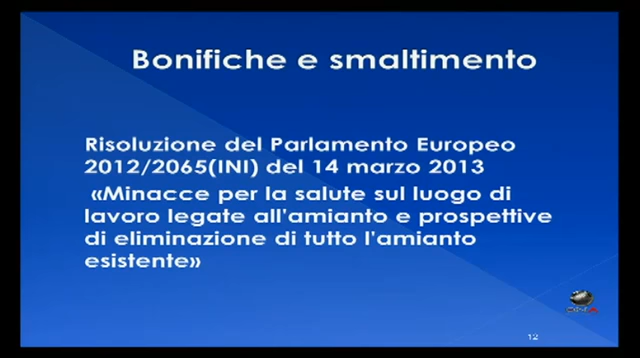 Bonifiche e smaltimento
Risoluzione del Parlamento Europeo
2012/2065(INI) del 14 marzo 2013
«Minacce per la salute sul luogo di
lavoro legate all'amianto e prospettive
di eliminazione di tutto l'amianto
esistente»
12